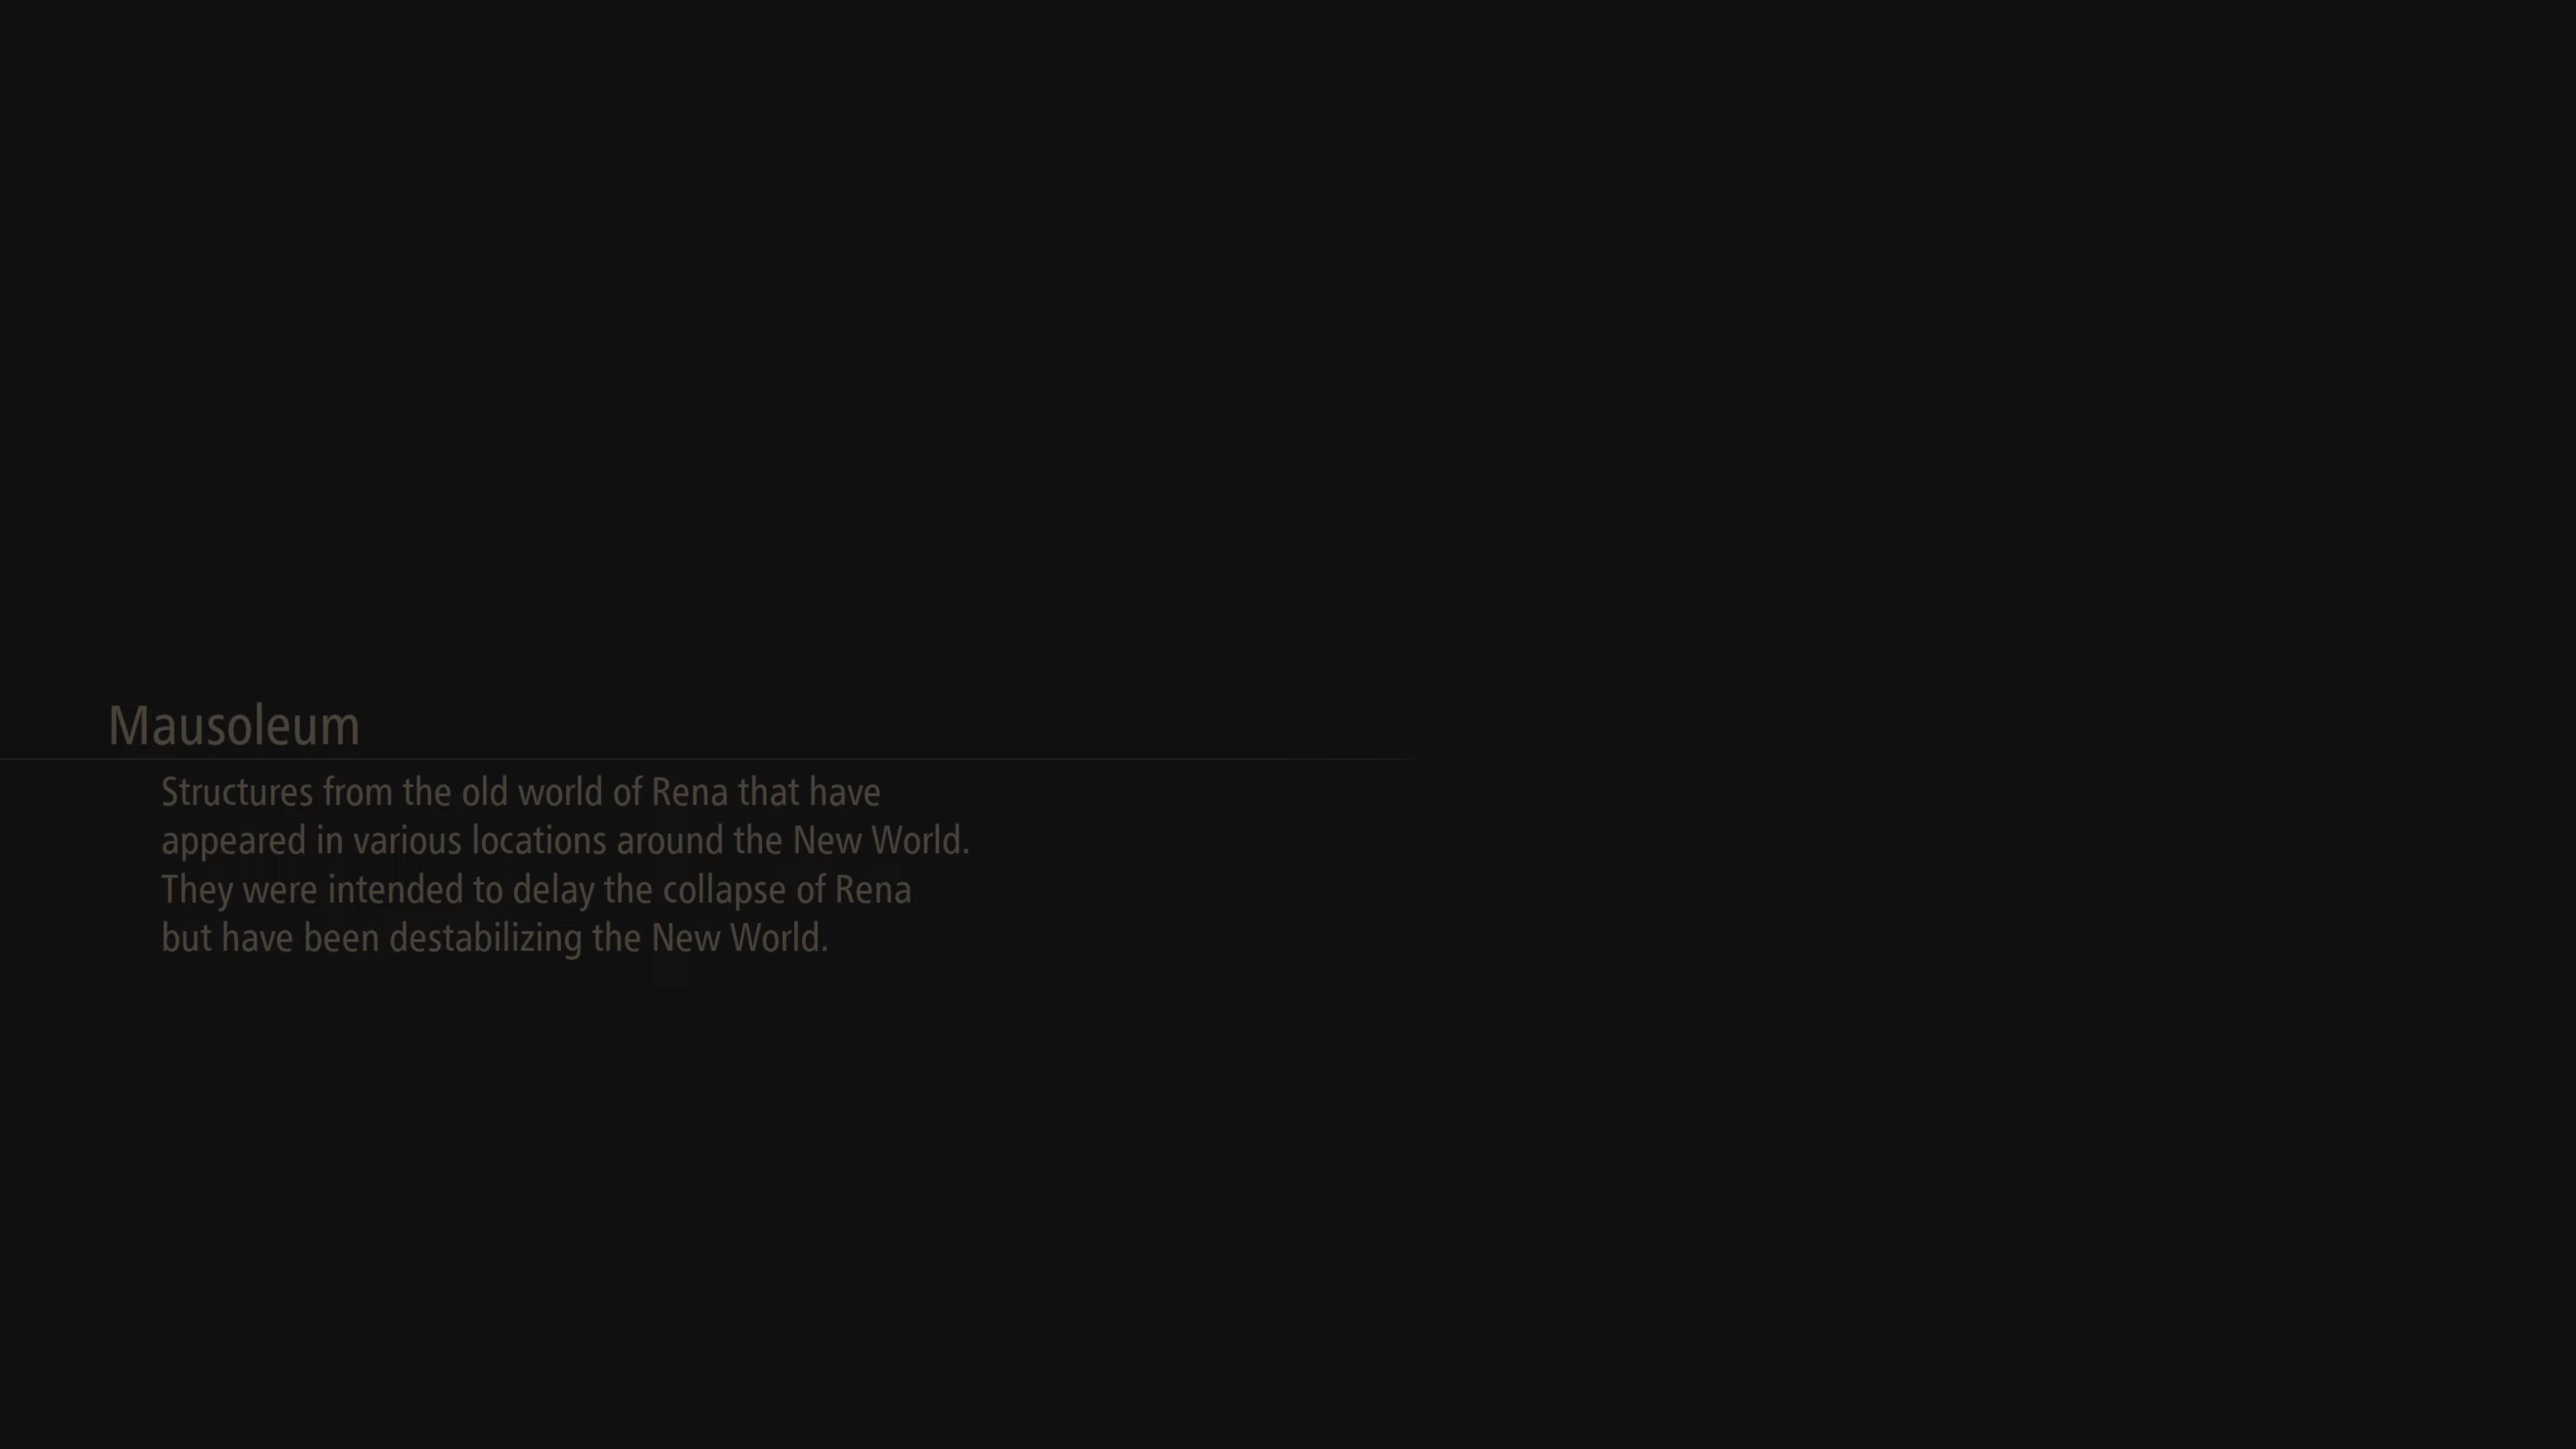 Mausoleum
Structures from the old world of Rena that have
appeared in various locations around the New World.
They were intended to delay the collapse of Rena
but have been destabilizing the New World.